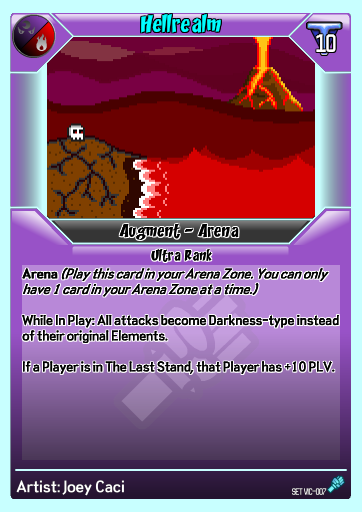 Hellrealm
10
Augment - Arena
Ultra Rank
Arena (Play this card in your Arena Zone. You can only
have 1 card in your Arena Zone at a time.)
While In Play: All attacks become Darkness-type instead
of their original Elements.
If a Player is in The Last Stand, that Player has +10 PLV.
Artist: Joey Caci
SET VIC-007